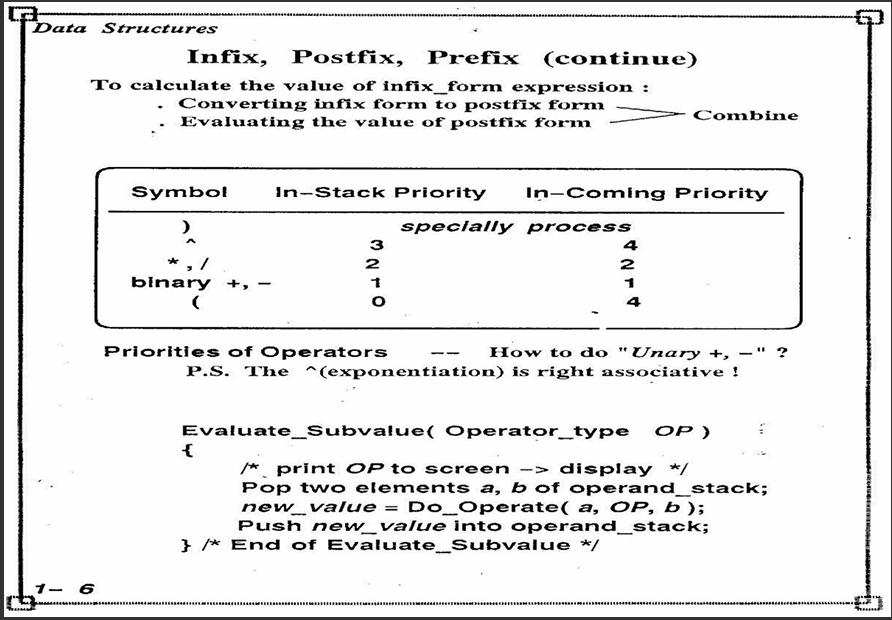 Data Structures
Infix, Postfix, Prefix (continue)
To calculate the value of infix_form expression :
. Converting infix form to postfix form
Combine
. Evaluating the value of postfix form
Symbol In-Stack Priority In-Coming Priority
) specially process
^ 3 4
*, / 2 2
binary +, - 1 1
( 0 4
Priorities of Operators -- How to do "Unary +, -" ?
P.S. The ^(exponentiation) is right associative !
Evaluate_Subvalue( Operator_type OP )
{
/* print OP to screen -> display */
Pop two elements a, b of operand_stack;
new_value = Do_Operate( a, OP, b );
Push new_value into operand_stack;
} /* End of Evaluate_Subvalue */
1- 6